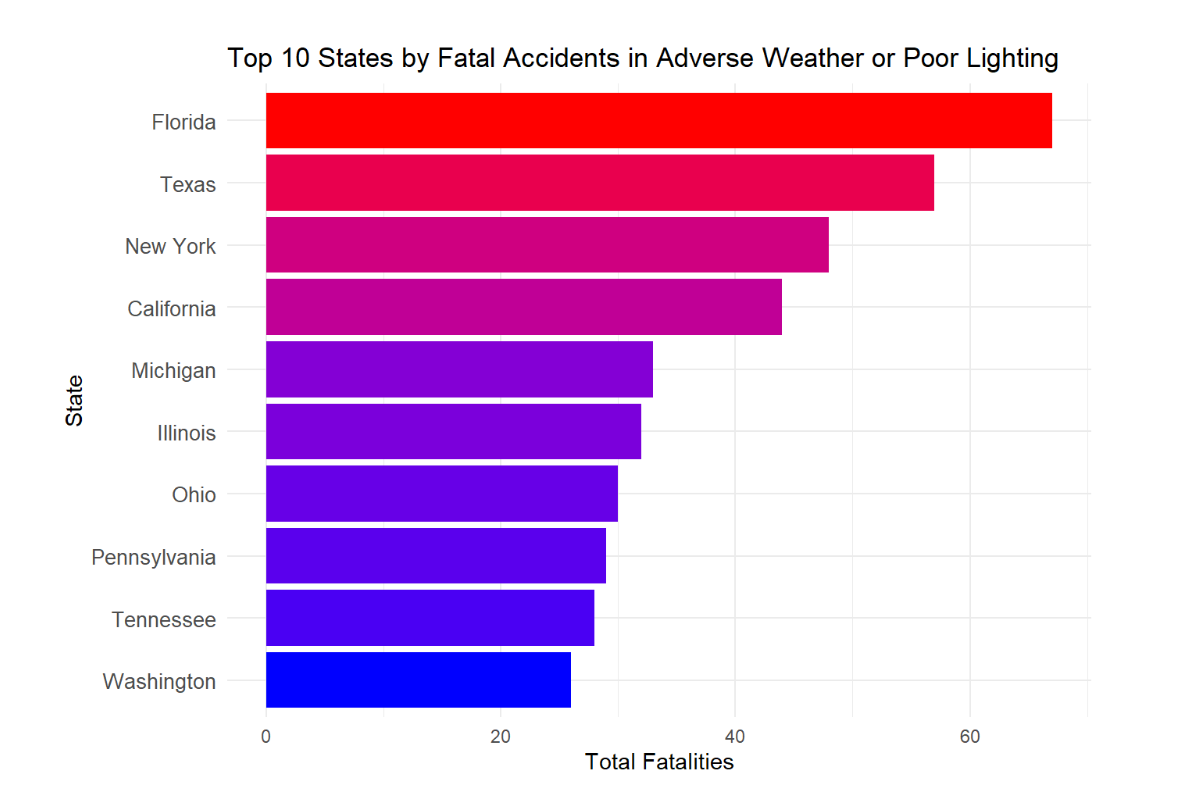 Top 10 States by Fatal Accidents in Adverse Weather or Poor Lighting
Florida
Texas
New York
California
Michigan
Illinois
Ohio
Pennsylvania
Tennessee
Washington
State
0 20 40 60
Total Fatalities